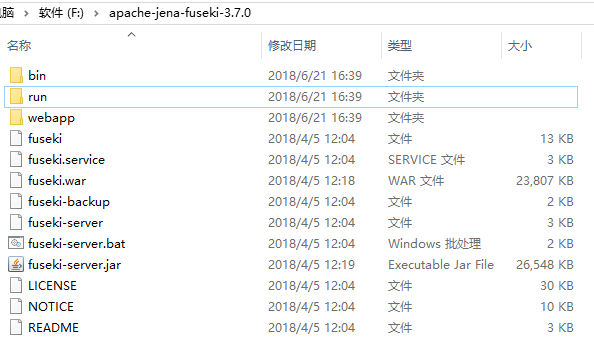 电脑 > 软件 (F:) > apache-jena-fuseki-3.7.0
名称 修改日期 类型 大小
bin 2018/6/21 16:39 文件夹
run 2018/6/21 16:39 文件夹
webapp 2018/6/21 16:39 文件夹
fuseki 2018/4/5 12:04 文件 13 KB
fuseki.service 2018/4/5 12:04 SERVICE 文件 3 KB
fuseki.war 2018/4/5 12:18 WAR 文件 23,807 KB
fuseki-backup 2018/4/5 12:04 文件 2 KB
fuseki-server 2018/4/5 12:04 文件 3 KB
fuseki-server.bat 2018/4/5 12:04 Windows 批处理 2 KB
fuseki-server.jar 2018/4/5 12:19 Executable Jar File 26,548 KB
LICENSE 2018/4/5 12:04 文件 30 KB
NOTICE 2018/4/5 12:04 文件 10 KB
README 2018/4/5 12:04 文件 3 KB